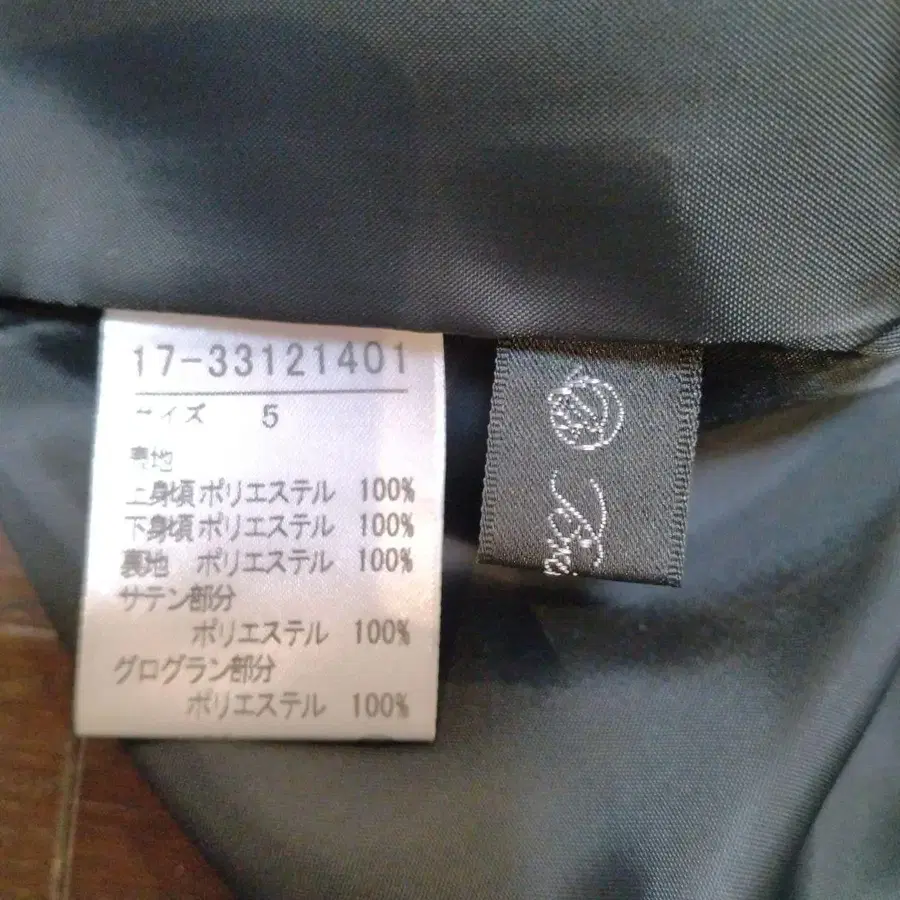 17-33121401
サイズ 5
表地
上身頃ポリエステル 100%
下身頃ポリエステル 100%
裏地 ポリエステル 100%
サテン部分
ポリエステル 100%
グログラン部分
ポリエステル 100%